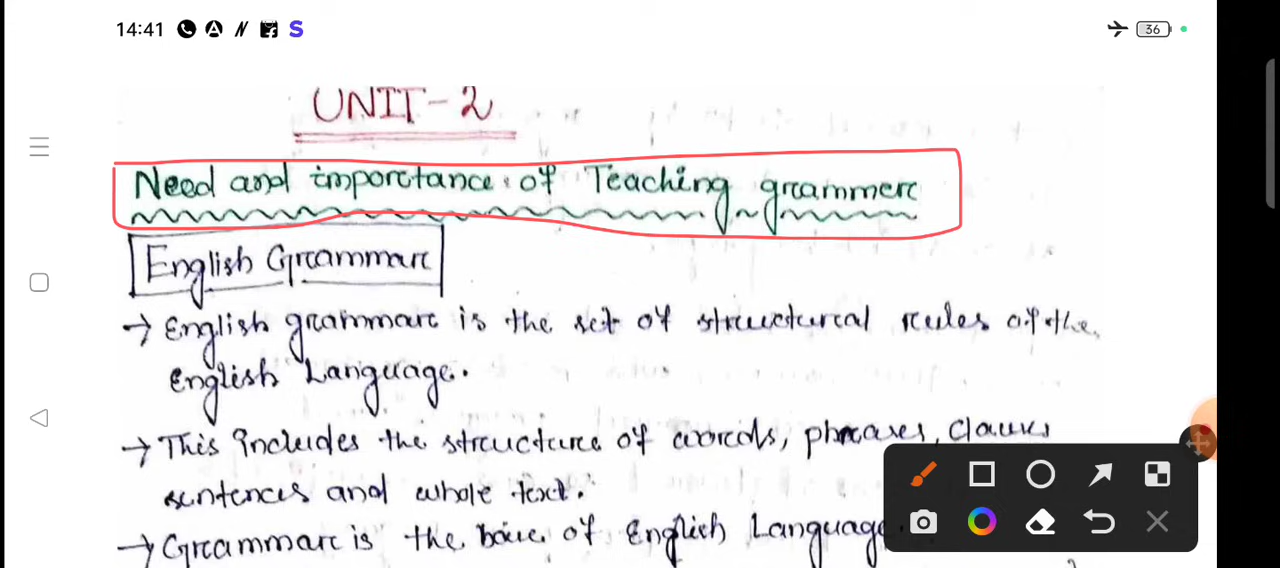 14:41
36
UNIT-2
Need and importance of Teaching grammer
English Grammar
→ English grammar is the set of structural rules of the
English Language.
→ This includes the structure of words, phrases, clauses
sentences and whole text.
→ Grammar is the base of English Language.